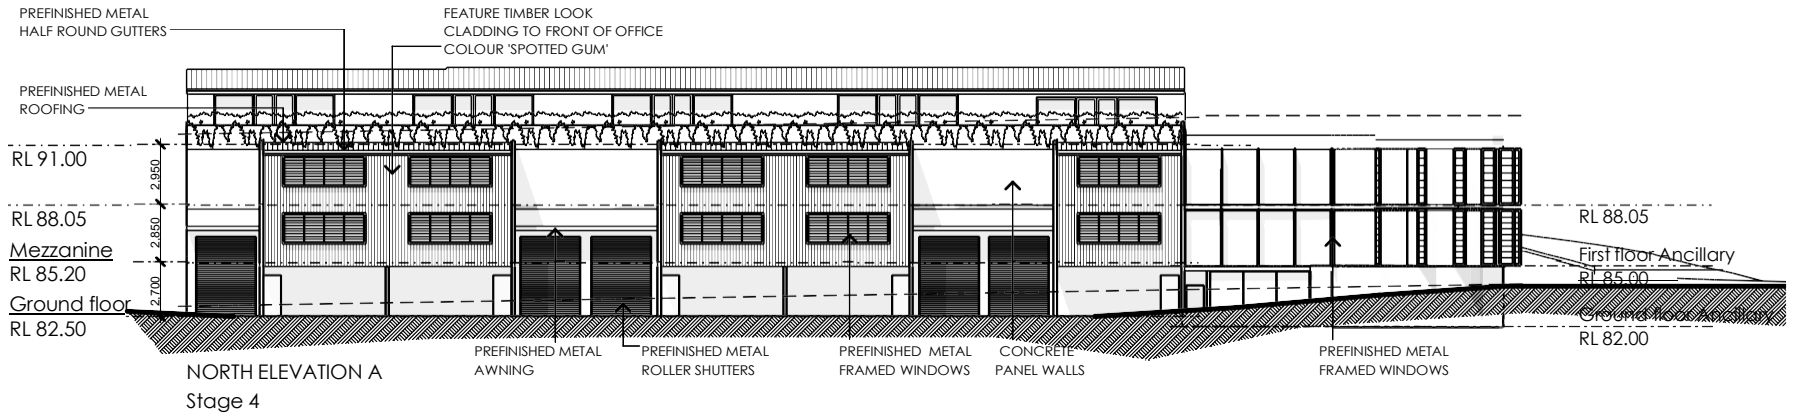 PREFINISHED METAL
HALF ROUND GUTTERS
FEATURE TIMBER LOOK
CLADDING TO FRONT OF OFFICE
COLOUR 'SPOTTED GUM'
PREFINISHED METAL
ROOFING
RL 91.00
2.950
RL 88.05
2.850
Mezzanine
RL 85.20
2.700
Ground floor
RL 82.50
RL 88.05
First floor Ancillary
RL 85.00
Ground floor Ancillary
RL 82.00
PREFINISHED METAL
AWNING
PREFINISHED METAL
ROLLER SHUTTERS
PREFINISHED METAL
FRAMED WINDOWS
CONCRETE
PANEL WALLS
PREFINISHED METAL
FRAMED WINDOWS
NORTH ELEVATION A
Stage 4